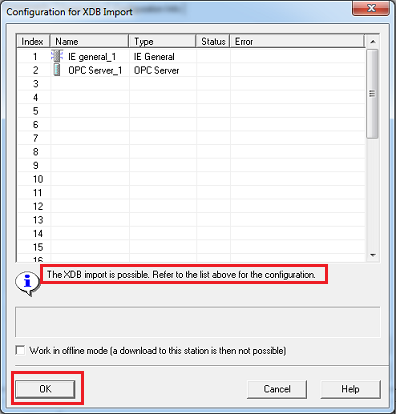 Configuration for XDB Import
Index Name Type Status Error
1 IE general_1 IE General
2 OPC Server_1 OPC Server
3
4
5
6
7
8
9
10
11
12
13
14
15
16
The XDB import is possible. Refer to the list above for the configuration.
Work in offline mode (a download to this station is then not possible)
OK Cancel Help